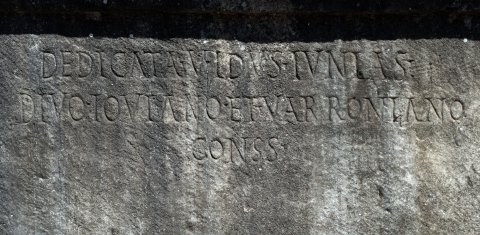 DEDICATA·V·IDVS·IVNIAS·
DIVO·IOVIANO·ET·VARRONIANO
CONSS·